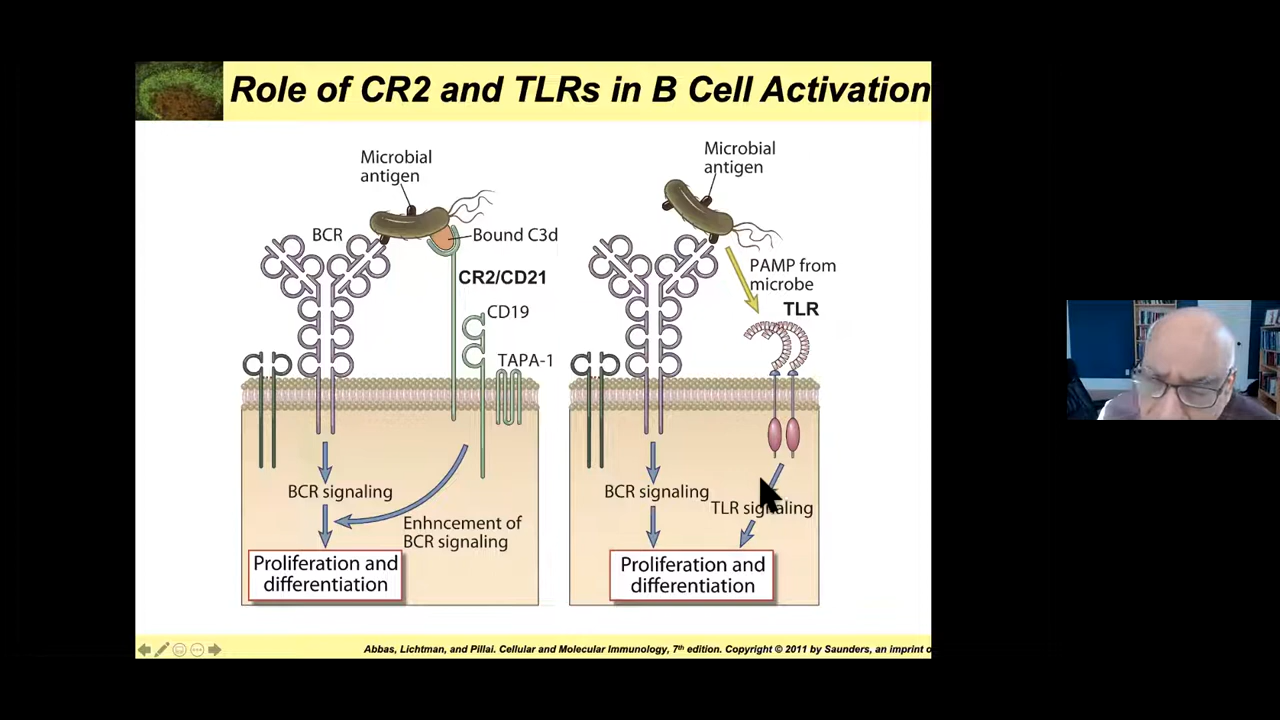 Role of CR2 and TLRs in B Cell Activation
Microbial
antigen
BCR
Bound C3d
CR2/CD21
CD19
TAPA-1
BCR signaling
Enhncement of
BCR signaling
Proliferation and
differentiation
Microbial
antigen
PAMP from
microbe
TLR
BCR signaling
TLR signaling
Proliferation and
differentiation
Abbas, Lichtman, and Pillai. Cellular and Molecular Immunology, 7th edition. Copyright © 2011 by Saunders, an imprint o